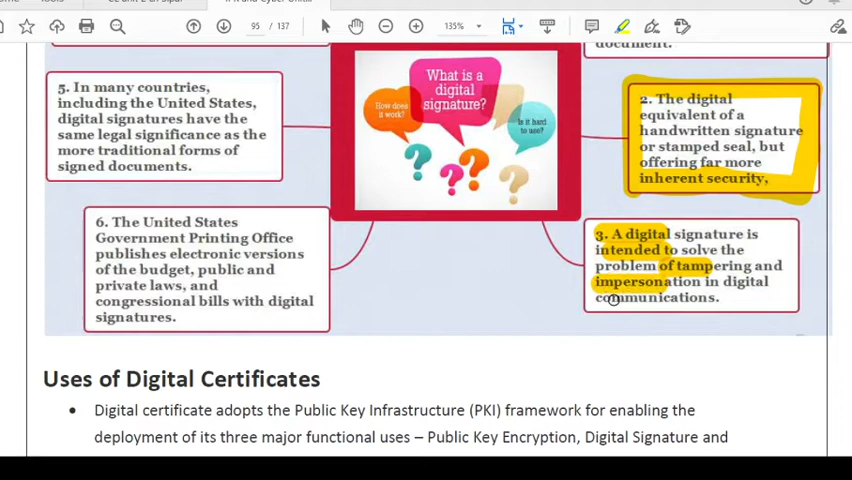 95 / 137
135%
document.
5. In many countries,
including the United States,
digital signatures have the
same legal significance as the
more traditional forms of
signed documents.
What is a
digital
signature?
How does
it work?
Is it hard
to use?
2. The digital
equivalent of a
handwritten signature
or stamped seal, but
offering far more
inherent security,
6. The United States
Government Printing Office
publishes electronic versions
of the budget, public and
private laws, and
congressional bills with digital
signatures.
3. A digital signature is
intended to solve the
problem of tampering and
impersonation in digital
communications.
Uses of Digital Certificates
• Digital certificate adopts the Public Key Infrastructure (PKI) framework for enabling the
deployment of its three major functional uses – Public Key Encryption, Digital Signature and